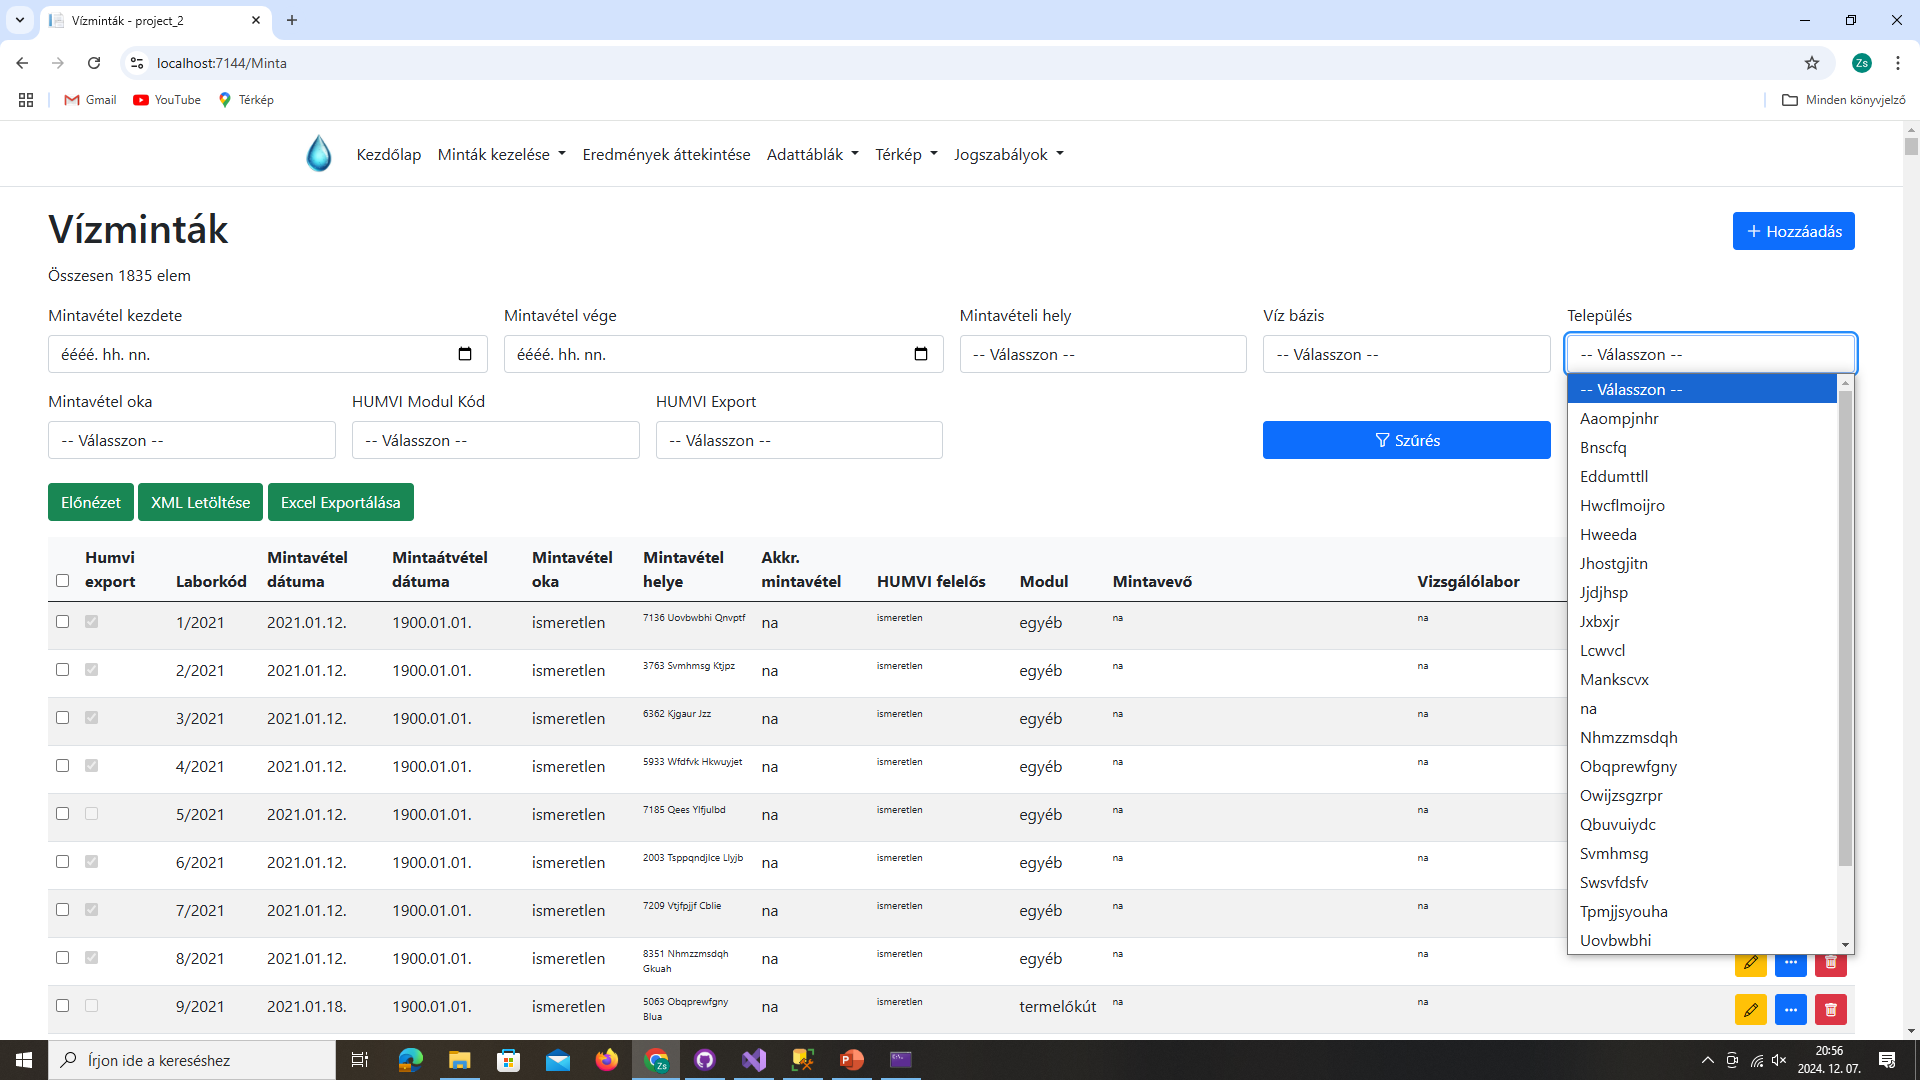 Vízminták - project_2
localhost:7144/Minta
Zs
Gmail YouTube Térkép Minden könyvjelző
Kezdőlap Minták kezelése Eredmények áttekintése Adattáblák Térkép Jogszabályok
Vízminták
+ Hozzáadás
Összesen 1835 elem
Mintavétel kezdete Mintavétel vége Mintavételi hely Víz bázis Település
éééé. hh. nn. éééé. hh. nn. -- Válasszon -- -- Válasszon -- -- Válasszon --
Mintavétel oka HUMVI Modul Kód HUMVI Export
-- Válasszon -- -- Válasszon -- -- Válasszon -- Szűrés
-- Válasszon --
Aaompjnhr
Bnscfq
Eddumttll
Hwcflmoijro
Hweeda
Jhostgjitn
Jjdjhsp
Jxbxjr
Lcwvcl
Mankscvx
na
Nhmzzmsdqh
Obqprewfgny
Owijzsgzrpr
Qbuvuiydc
Svmhmsg
Swsvfdsfv
Tpmjjsyouha
Uovbwbhi
Előnézet XML Letöltése Excel Exportálása
Humvi export Laborkód Mintavétel dátuma Mintaátvétel dátuma Mintavétel oka Mintavétel helye Akkr. mintavétel HUMVI felelős Modul Mintavevő Vizsgálólabor
1/2021 2021.01.12. 1900.01.01. ismeretlen 7136 Uovbwbhi Qnvptf na ismeretlen egyéb na na
2/2021 2021.01.12. 1900.01.01. ismeretlen 3763 Svmhmsg Ktjpz na ismeretlen egyéb na na
3/2021 2021.01.12. 1900.01.01. ismeretlen 6362 Kjgaur Jzz na ismeretlen egyéb na na
4/2021 2021.01.12. 1900.01.01. ismeretlen 5933 Wfdfvk Hkwuyjet na ismeretlen egyéb na na
5/2021 2021.01.12. 1900.01.01. ismeretlen 7185 Qees Ylfjulbd na ismeretlen egyéb na na
6/2021 2021.01.12. 1900.01.01. ismeretlen 2003 Tsppqndjlce Llyjb na ismeretlen egyéb na na
7/2021 2021.01.12. 1900.01.01. ismeretlen 7209 Vtjfpjjf Cblie na ismeretlen egyéb na na
8/2021 2021.01.12. 1900.01.01. ismeretlen 8351 Nhmzzmsdqh Gkuah na ismeretlen egyéb na na
9/2021 2021.01.18. 1900.01.01. ismeretlen 5063 Obqprewfgny Blua na ismeretlen termelőkút na na
Írjon ide a kereséshez
20:56
2024. 12. 07.